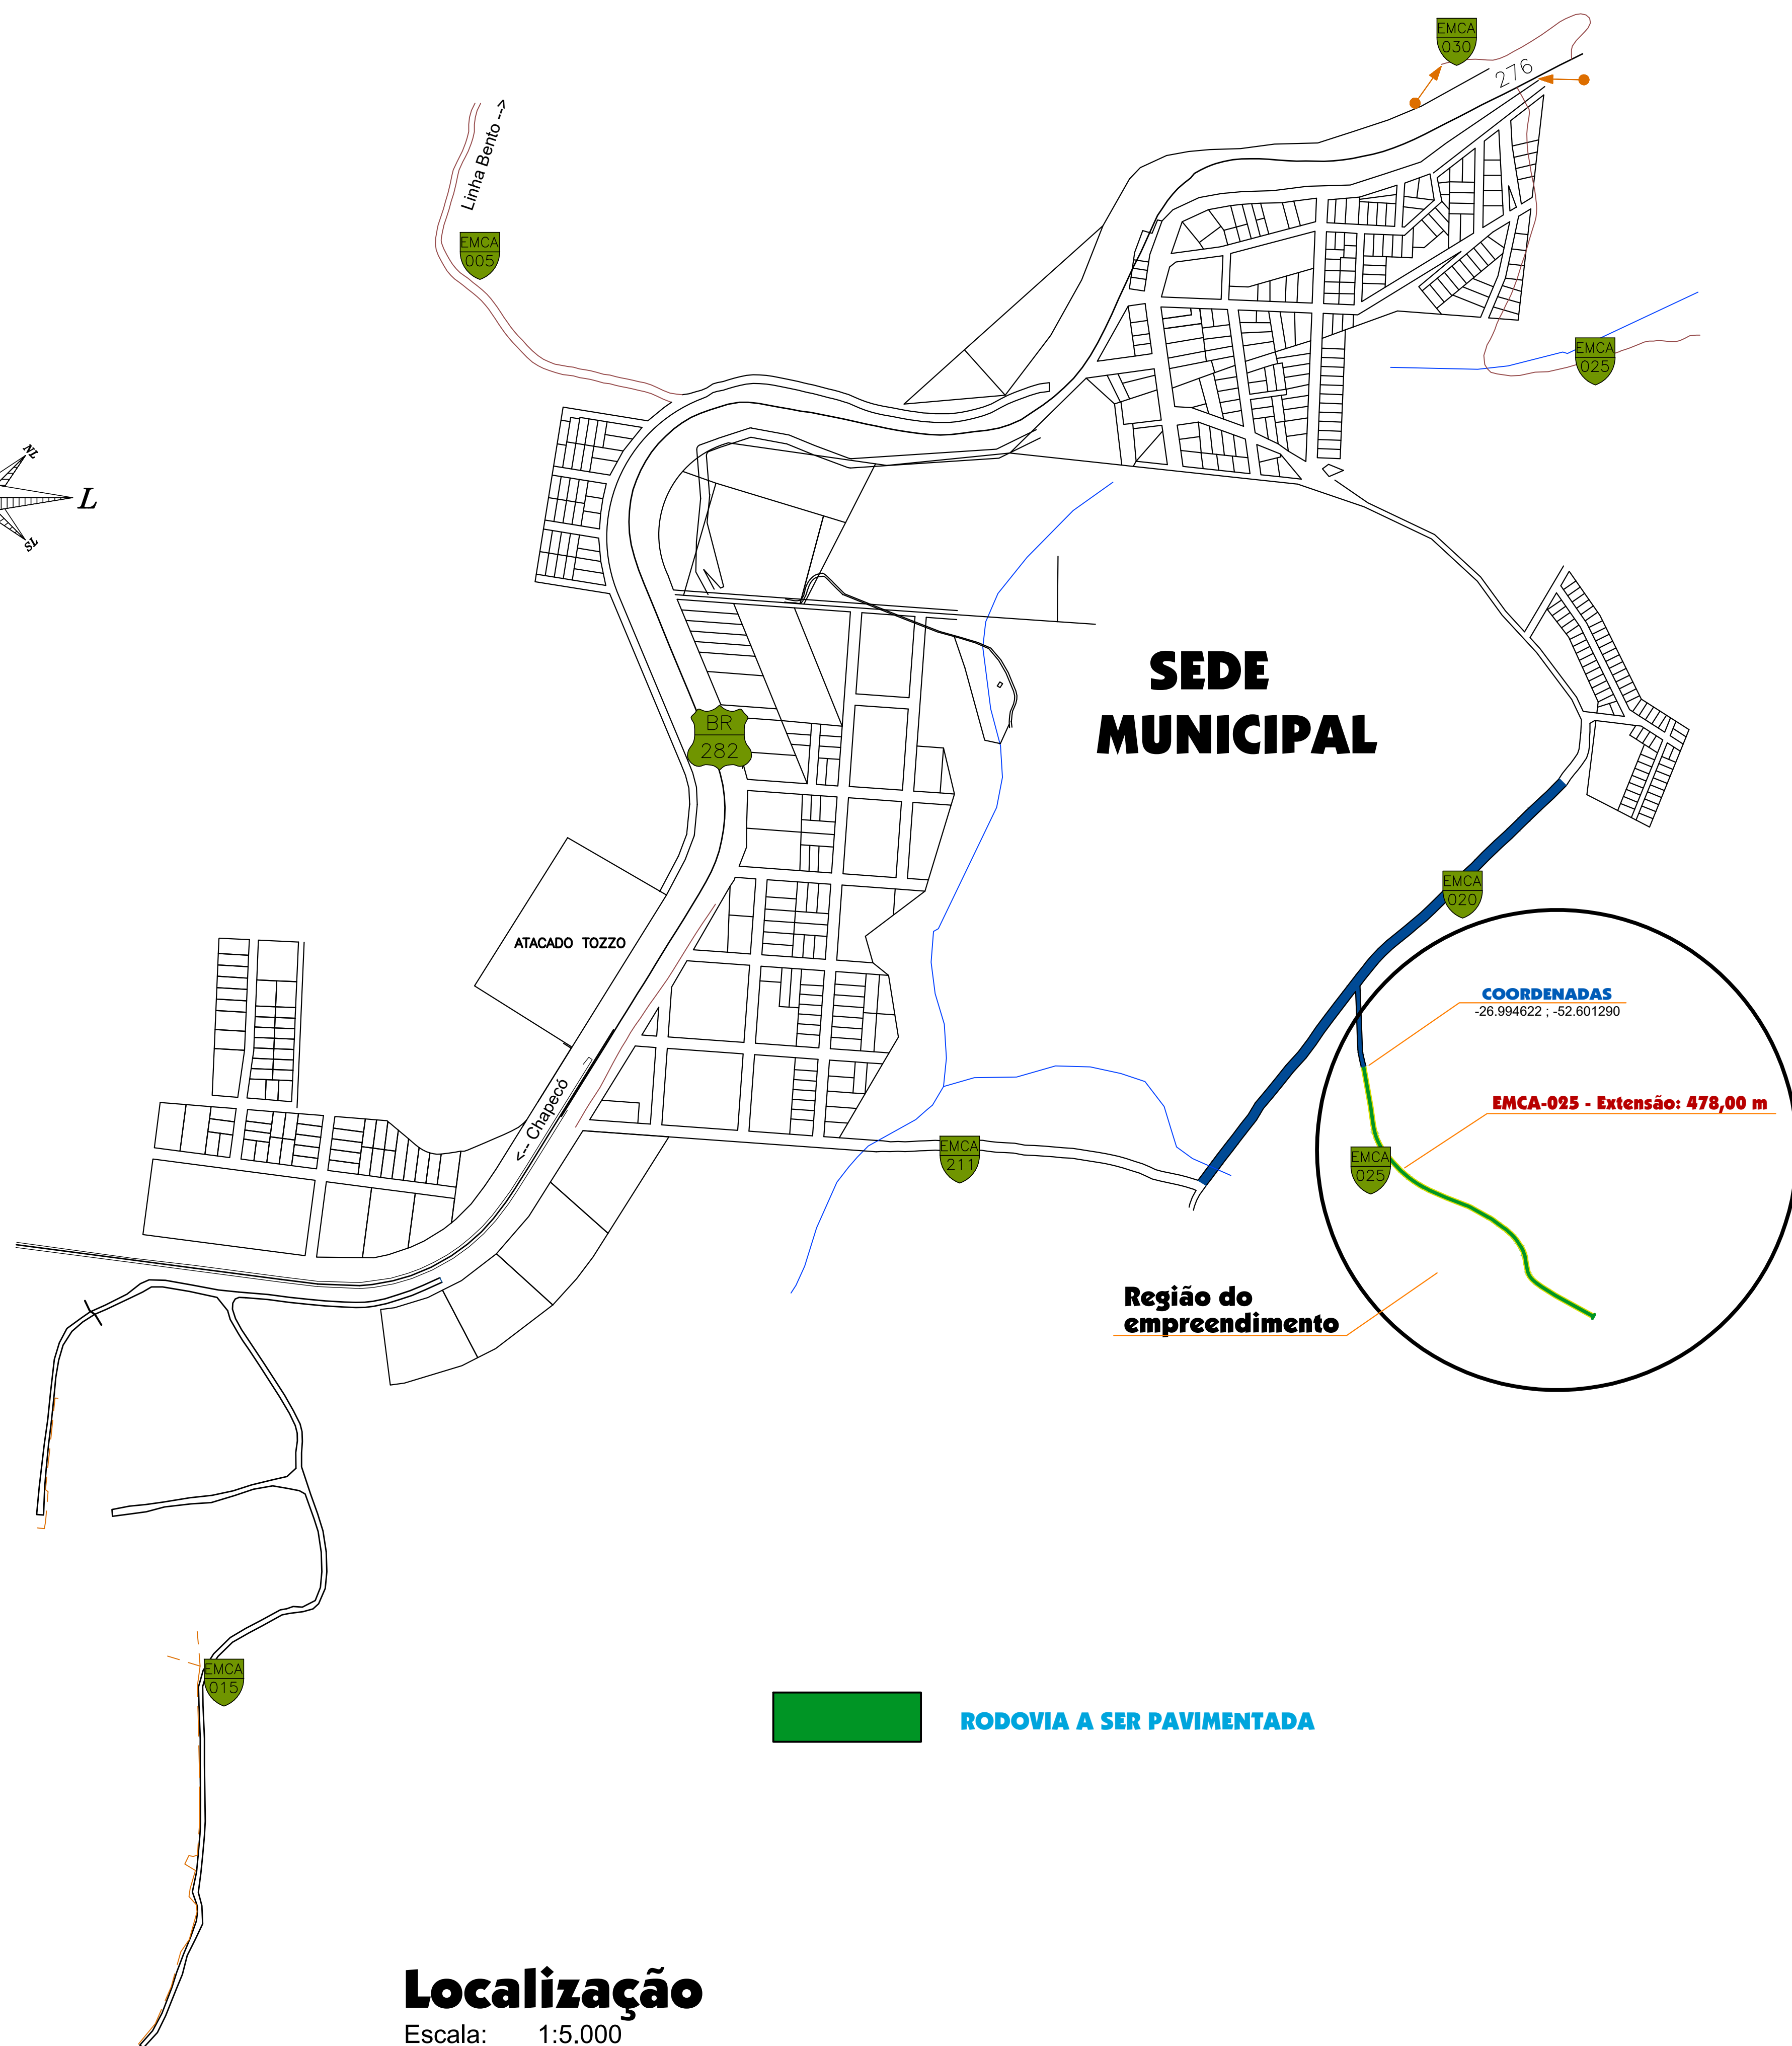 EMCA
030
276
Linha Bento -->
EMCA
005
EMCA
025
NL
L
SL
SEDE
MUNICIPAL
BR
282
EMCA
020
ATACADO TOZZO
COORDENADAS
-26.994622 ; -52.601290
EMCA-025 - Extensão: 478,00 m
<-- Chapecó
EMCA
211
EMCA
025
Região do
empreendimento
EMCA
015
RODOVIA A SER PAVIMENTADA
Localização
Escala: 1:5.000